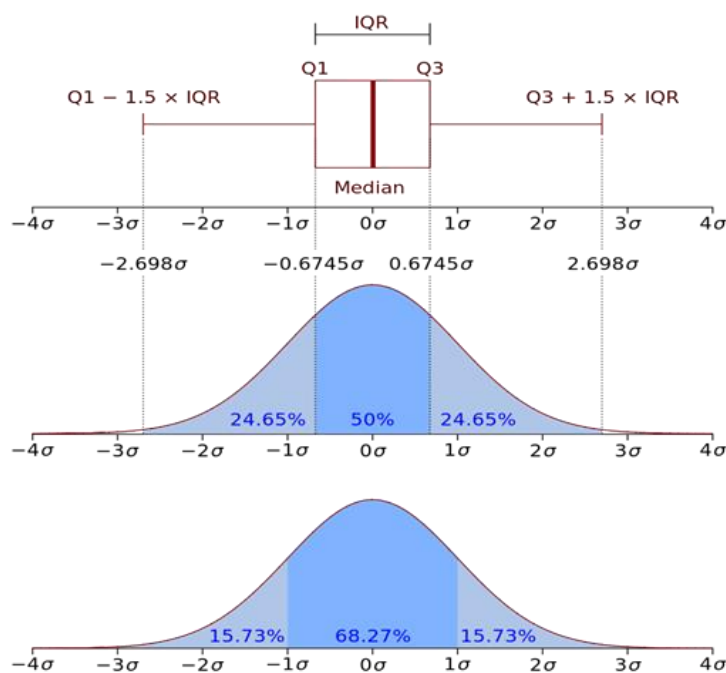 IQR
Q1 Q3
Q1 − 1.5 × IQR Q3 + 1.5 × IQR
Median
−4σ −3σ −2σ −1σ 0σ 1σ 2σ 3σ 4σ
−2.698σ −0.6745σ 0.6745σ 2.698σ
24.65% 50% 24.65%
−4σ −3σ −2σ −1σ 0σ 1σ 2σ 3σ 4σ
15.73% 68.27% 15.73%
−4σ −3σ −2σ −1σ 0σ 1σ 2σ 3σ 4σ